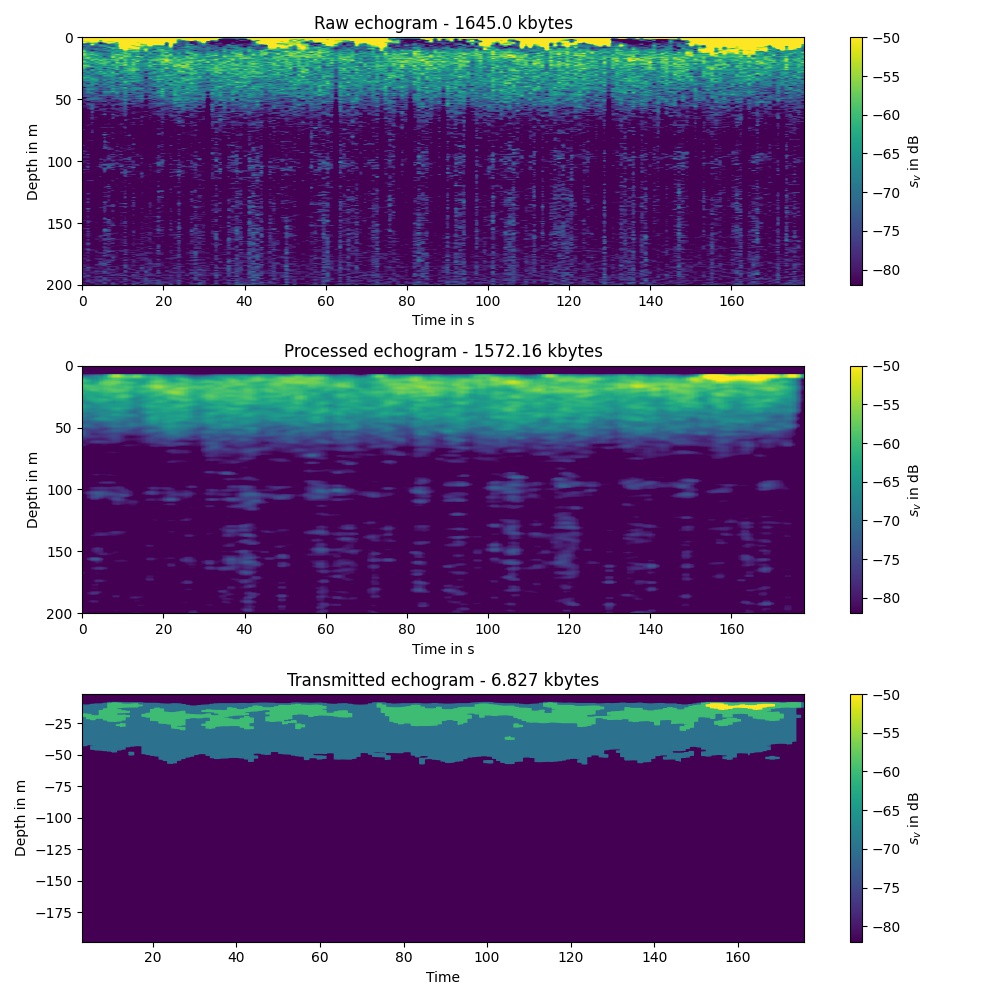 Raw echogram - 1645.0 kbytes
0
50
100
150
200
Depth in m
0 20 40 60 80 100 120 140 160
Time in s
−50
−55
−60
−65
−70
−75
−80
sv in dB
Processed echogram - 1572.16 kbytes
0
50
100
150
200
Depth in m
0 20 40 60 80 100 120 140 160
Time in s
−50
−55
−60
−65
−70
−75
−80
sv in dB
Transmitted echogram - 6.827 kbytes
−25
−50
−75
−100
−125
−150
−175
Depth in m
20 40 60 80 100 120 140 160
Time
−50
−55
−60
−65
−70
−75
−80
sv in dB